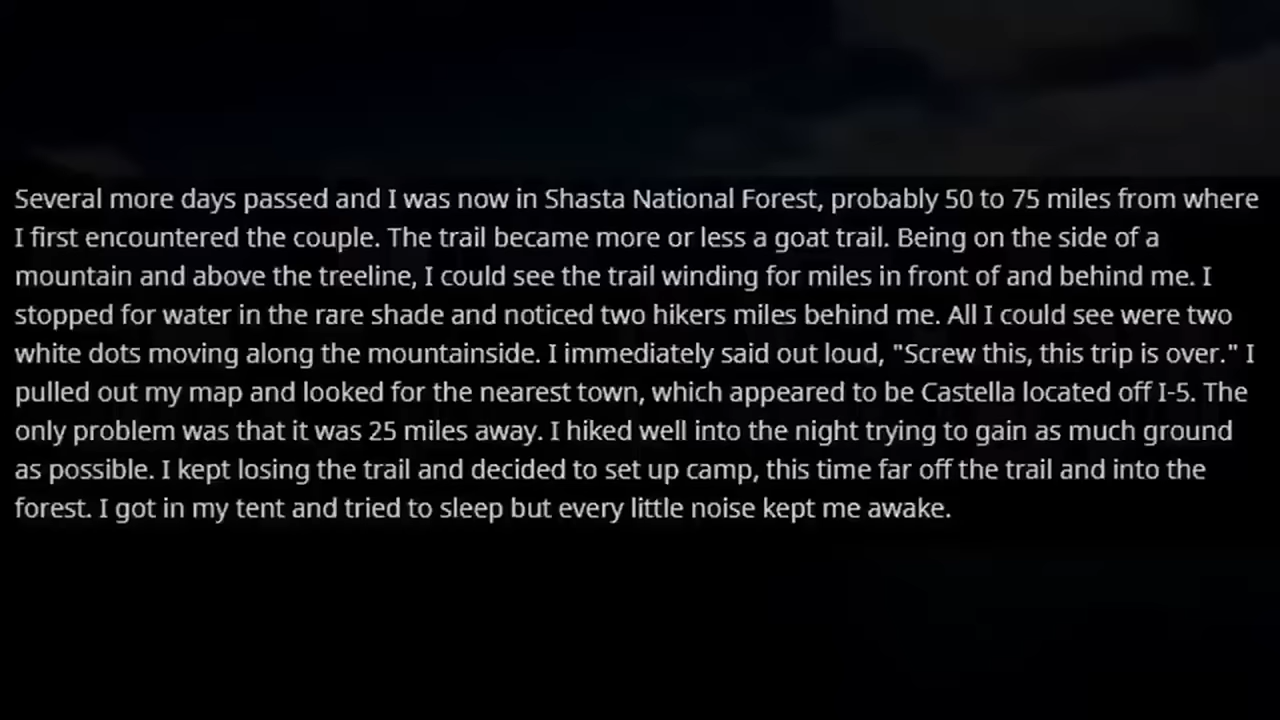 Several more days passed and I was now in Shasta National Forest, probably 50 to 75 miles from where
I first encountered the couple. The trail became more or less a goat trail. Being on the side of a
mountain and above the treeline, I could see the trail winding for miles in front of and behind me. I
stopped for water in the rare shade and noticed two hikers miles behind me. All I could see were two
white dots moving along the mountainside. I immediately said out loud, "Screw this, this trip is over." I
pulled out my map and looked for the nearest town, which appeared to be Castella located off I-5. The
only problem was that it was 25 miles away. I hiked well into the night trying to gain as much ground
as possible. I kept losing the trail and decided to set up camp, this time far off the trail and into the
forest. I got in my tent and tried to sleep but every little noise kept me awake.